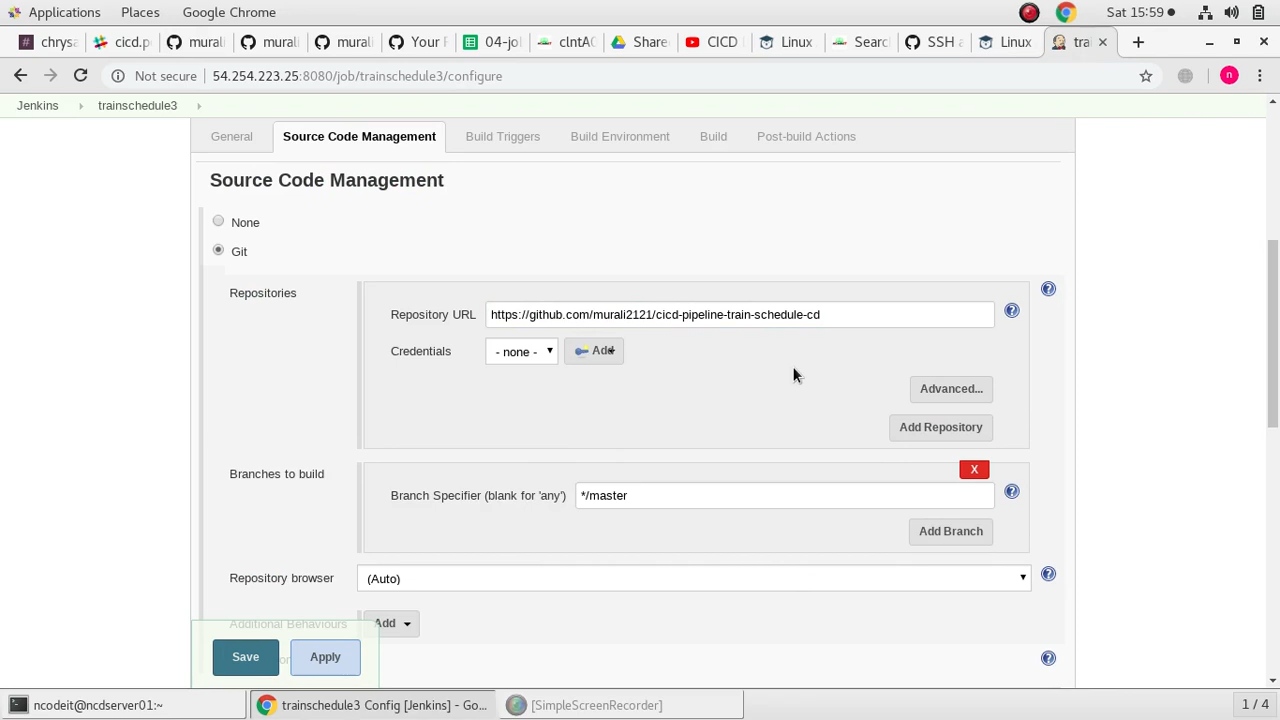 Applications Places Google Chrome Sat 15:59
chrysa cicd.p murali murali murali Your F 04-jol clntAC Share CICD Linux Searc SSH a Linux trai
Not secure 54.254.223.25:8080/job/trainschedule3/configure n
Jenkins trainschedule3
General Source Code Management Build Triggers Build Environment Build Post-build Actions
Source Code Management
None
Git
Repositories
Repository URL https://github.com/murali2121/cicd-pipeline-train-schedule-cd
Credentials - none - Add
Advanced...
Add Repository
Branches to build X
Branch Specifier (blank for 'any') */master
Add Branch
Repository browser (Auto)
Additional Behaviours Add
Save Apply
ncodeit@ncdserver01:~ trainschedule3 Config [Jenkins] - Go... [SimpleScreenRecorder] 1 / 4